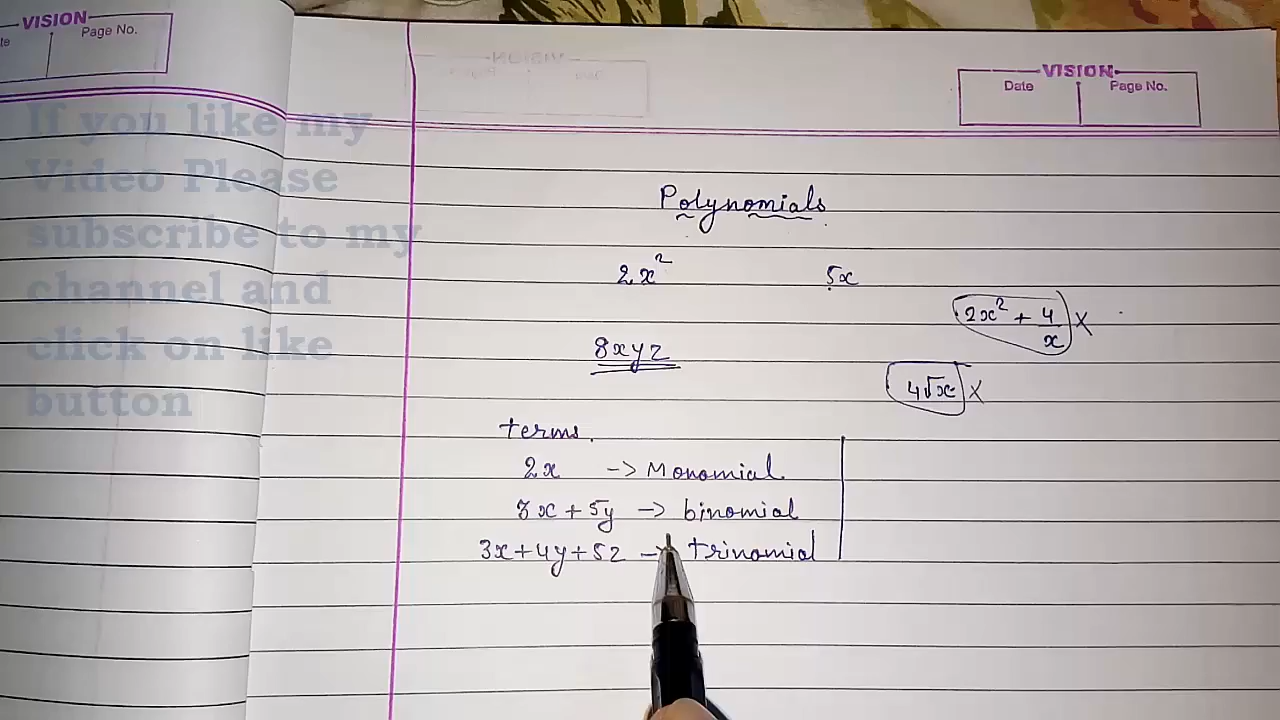 VISION
te Page No.
VISION
Date Page No.
If you like my
Video Please
subscribe to my
channel and
click on like
button
Polynomials
2x² 5x
2x² + 4/x X
8xyz
4√x X
terms.
2x -> Monomial.
8x + 5y -> binomial
3x+4y+5z -> trinomial